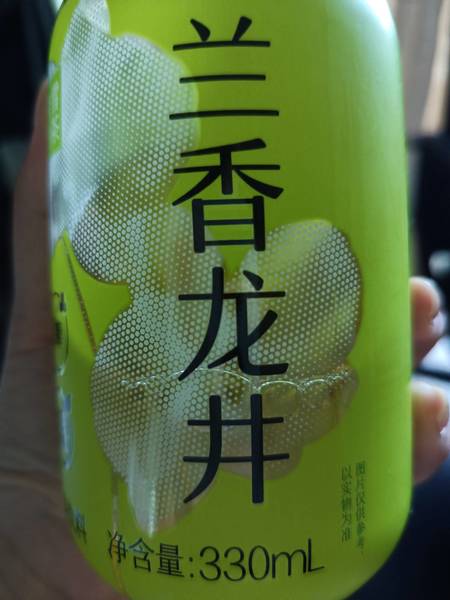 兰香龙井
图片仅供参考，
以实物为准
净含量:330mL
料